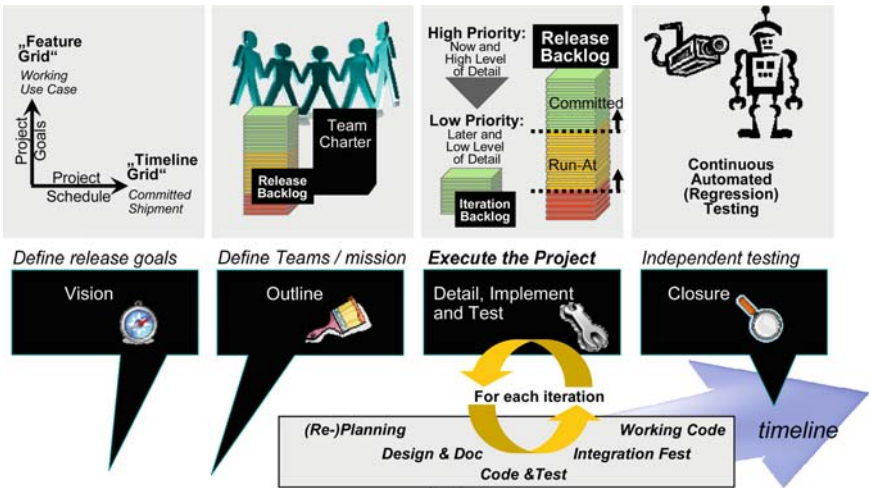 „Feature
Grid"
Working
Use Case
Project
Goals
Project
Schedule
„Timeline
Grid"
Committed
Shipment
Team
Charter
Release
Backlog
High Priority:
Now and
High Level
of Detail
Low Priority:
Later and
Low Level
of Detail
Iteration
Backlog
Release
Backlog
Committed
Run-At
Continuous
Automated
(Regression)
Testing
Define release goals
Define Teams / mission
Execute the Project
Independent testing
Vision
Outline
Detail, Implement
and Test
Closure
For each iteration
(Re-)Planning
Design & Doc
Code &Test
Integration Fest
Working Code
timeline